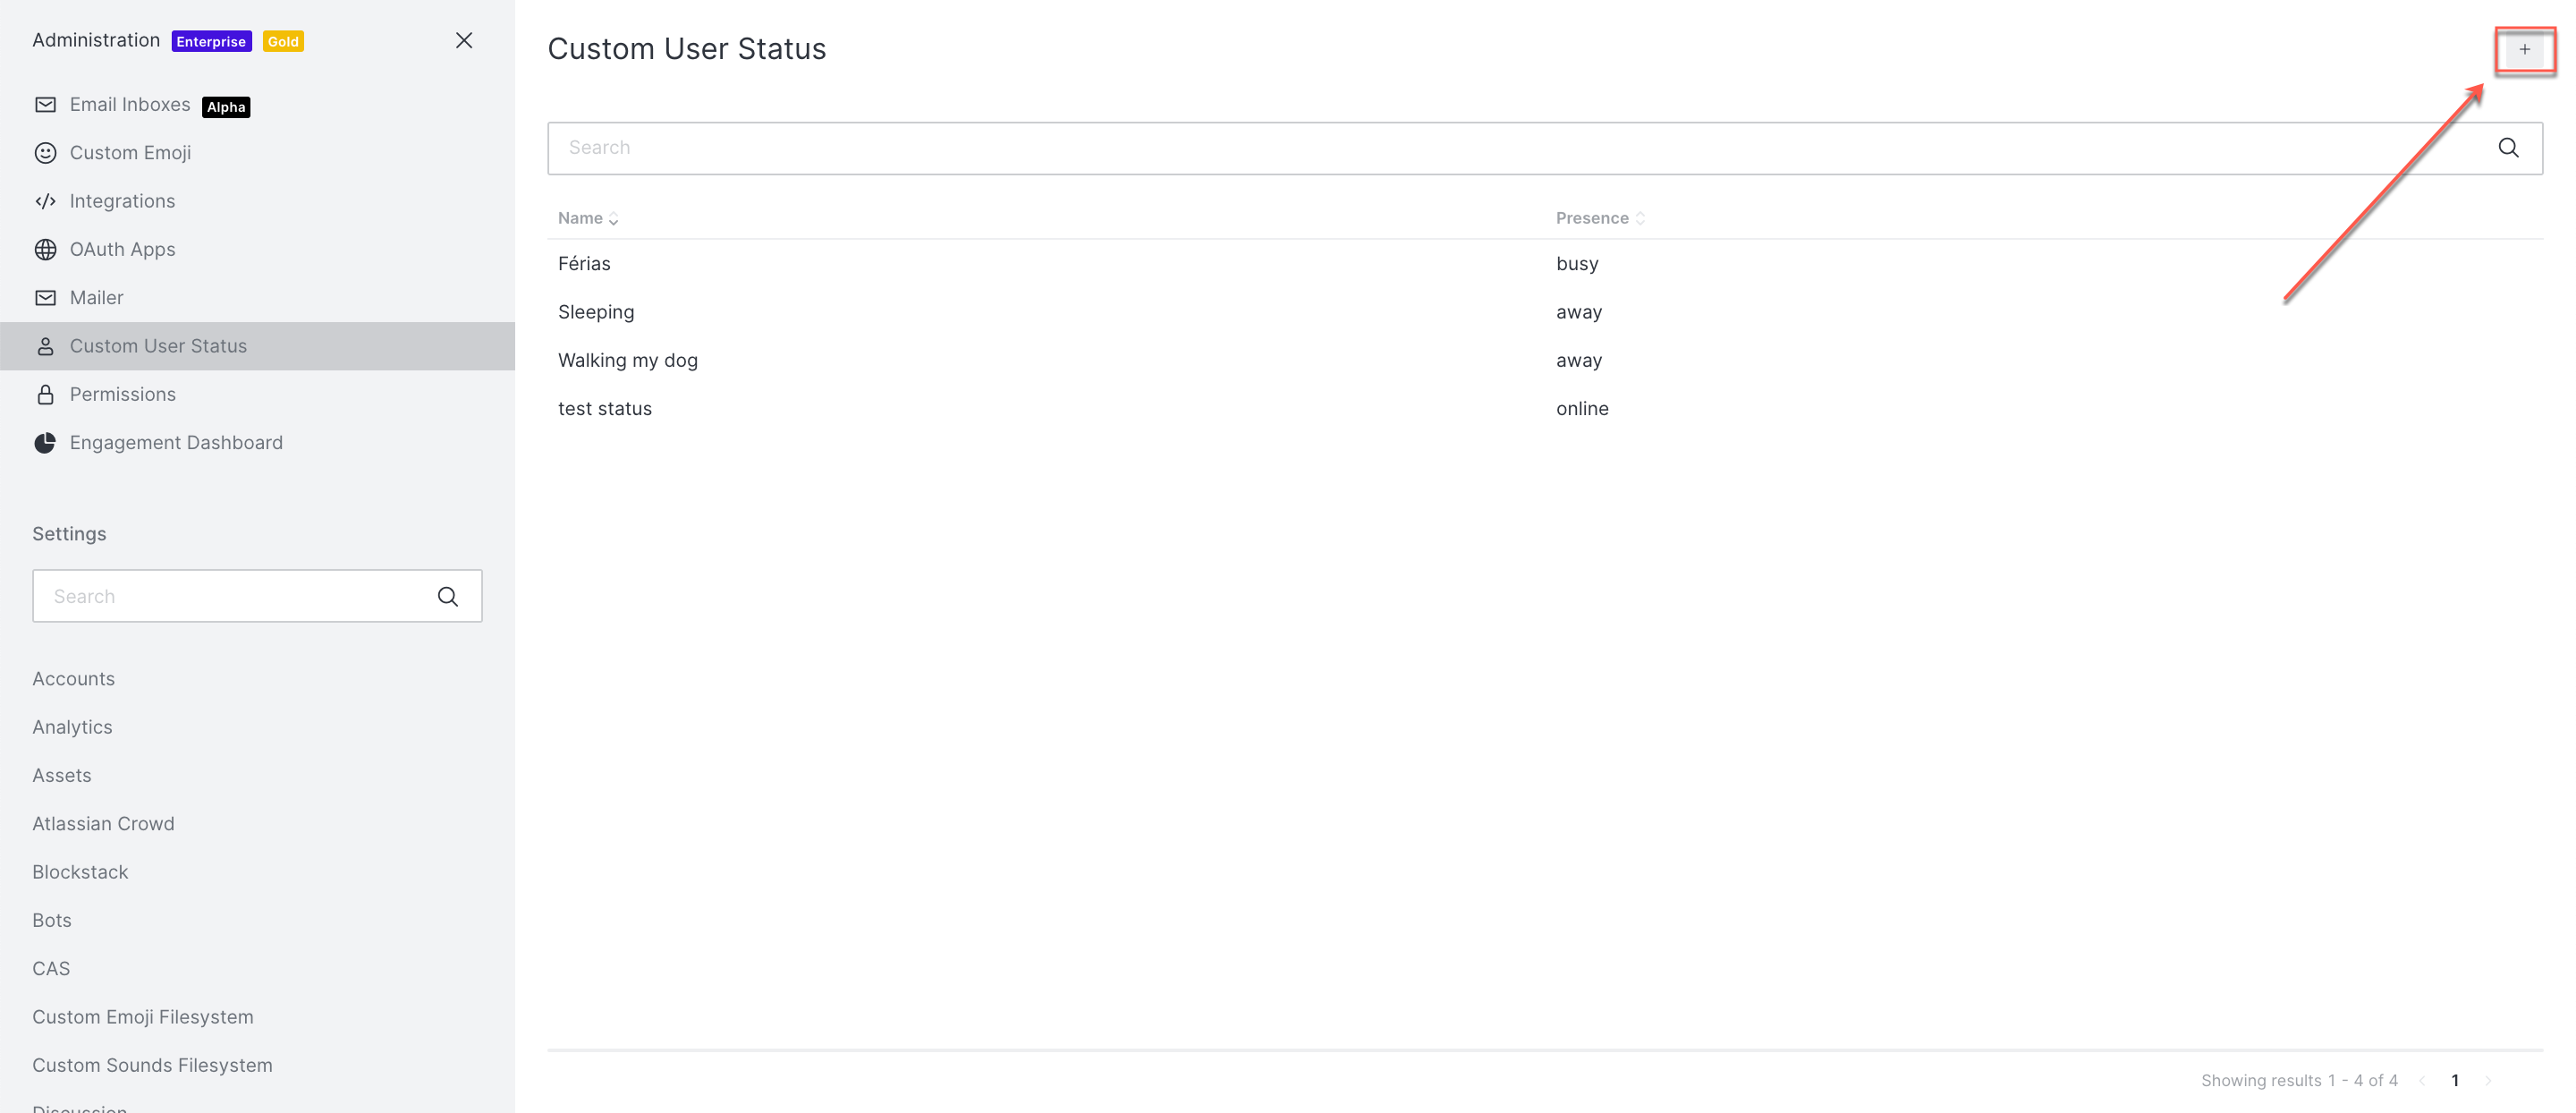 Administration Enterprise Gold
Email Inboxes Alpha
Custom Emoji
Integrations
OAuth Apps
Mailer
Custom User Status
Permissions
Engagement Dashboard
Settings
Search
Accounts
Analytics
Assets
Atlassian Crowd
Blockstack
Bots
CAS
Custom Emoji Filesystem
Custom Sounds Filesystem
Discussion
Custom User Status
+
Search
Name Presence
Férias busy
Sleeping away
Walking my dog away
test status online
Showing results 1 - 4 of 4 1